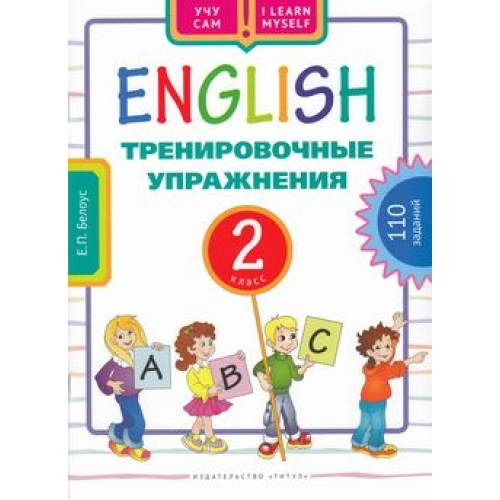 УЧУ
САМ
!
I LEARN
MYSELF
ENGLISH
ТРЕНИРОВОЧНЫЕ
УПРАЖНЕНИЯ
Е.П. Белоус
110
заданий
2
класс
A
B
C
ИЗДАТЕЛЬСТВО «ТИТУЛ»